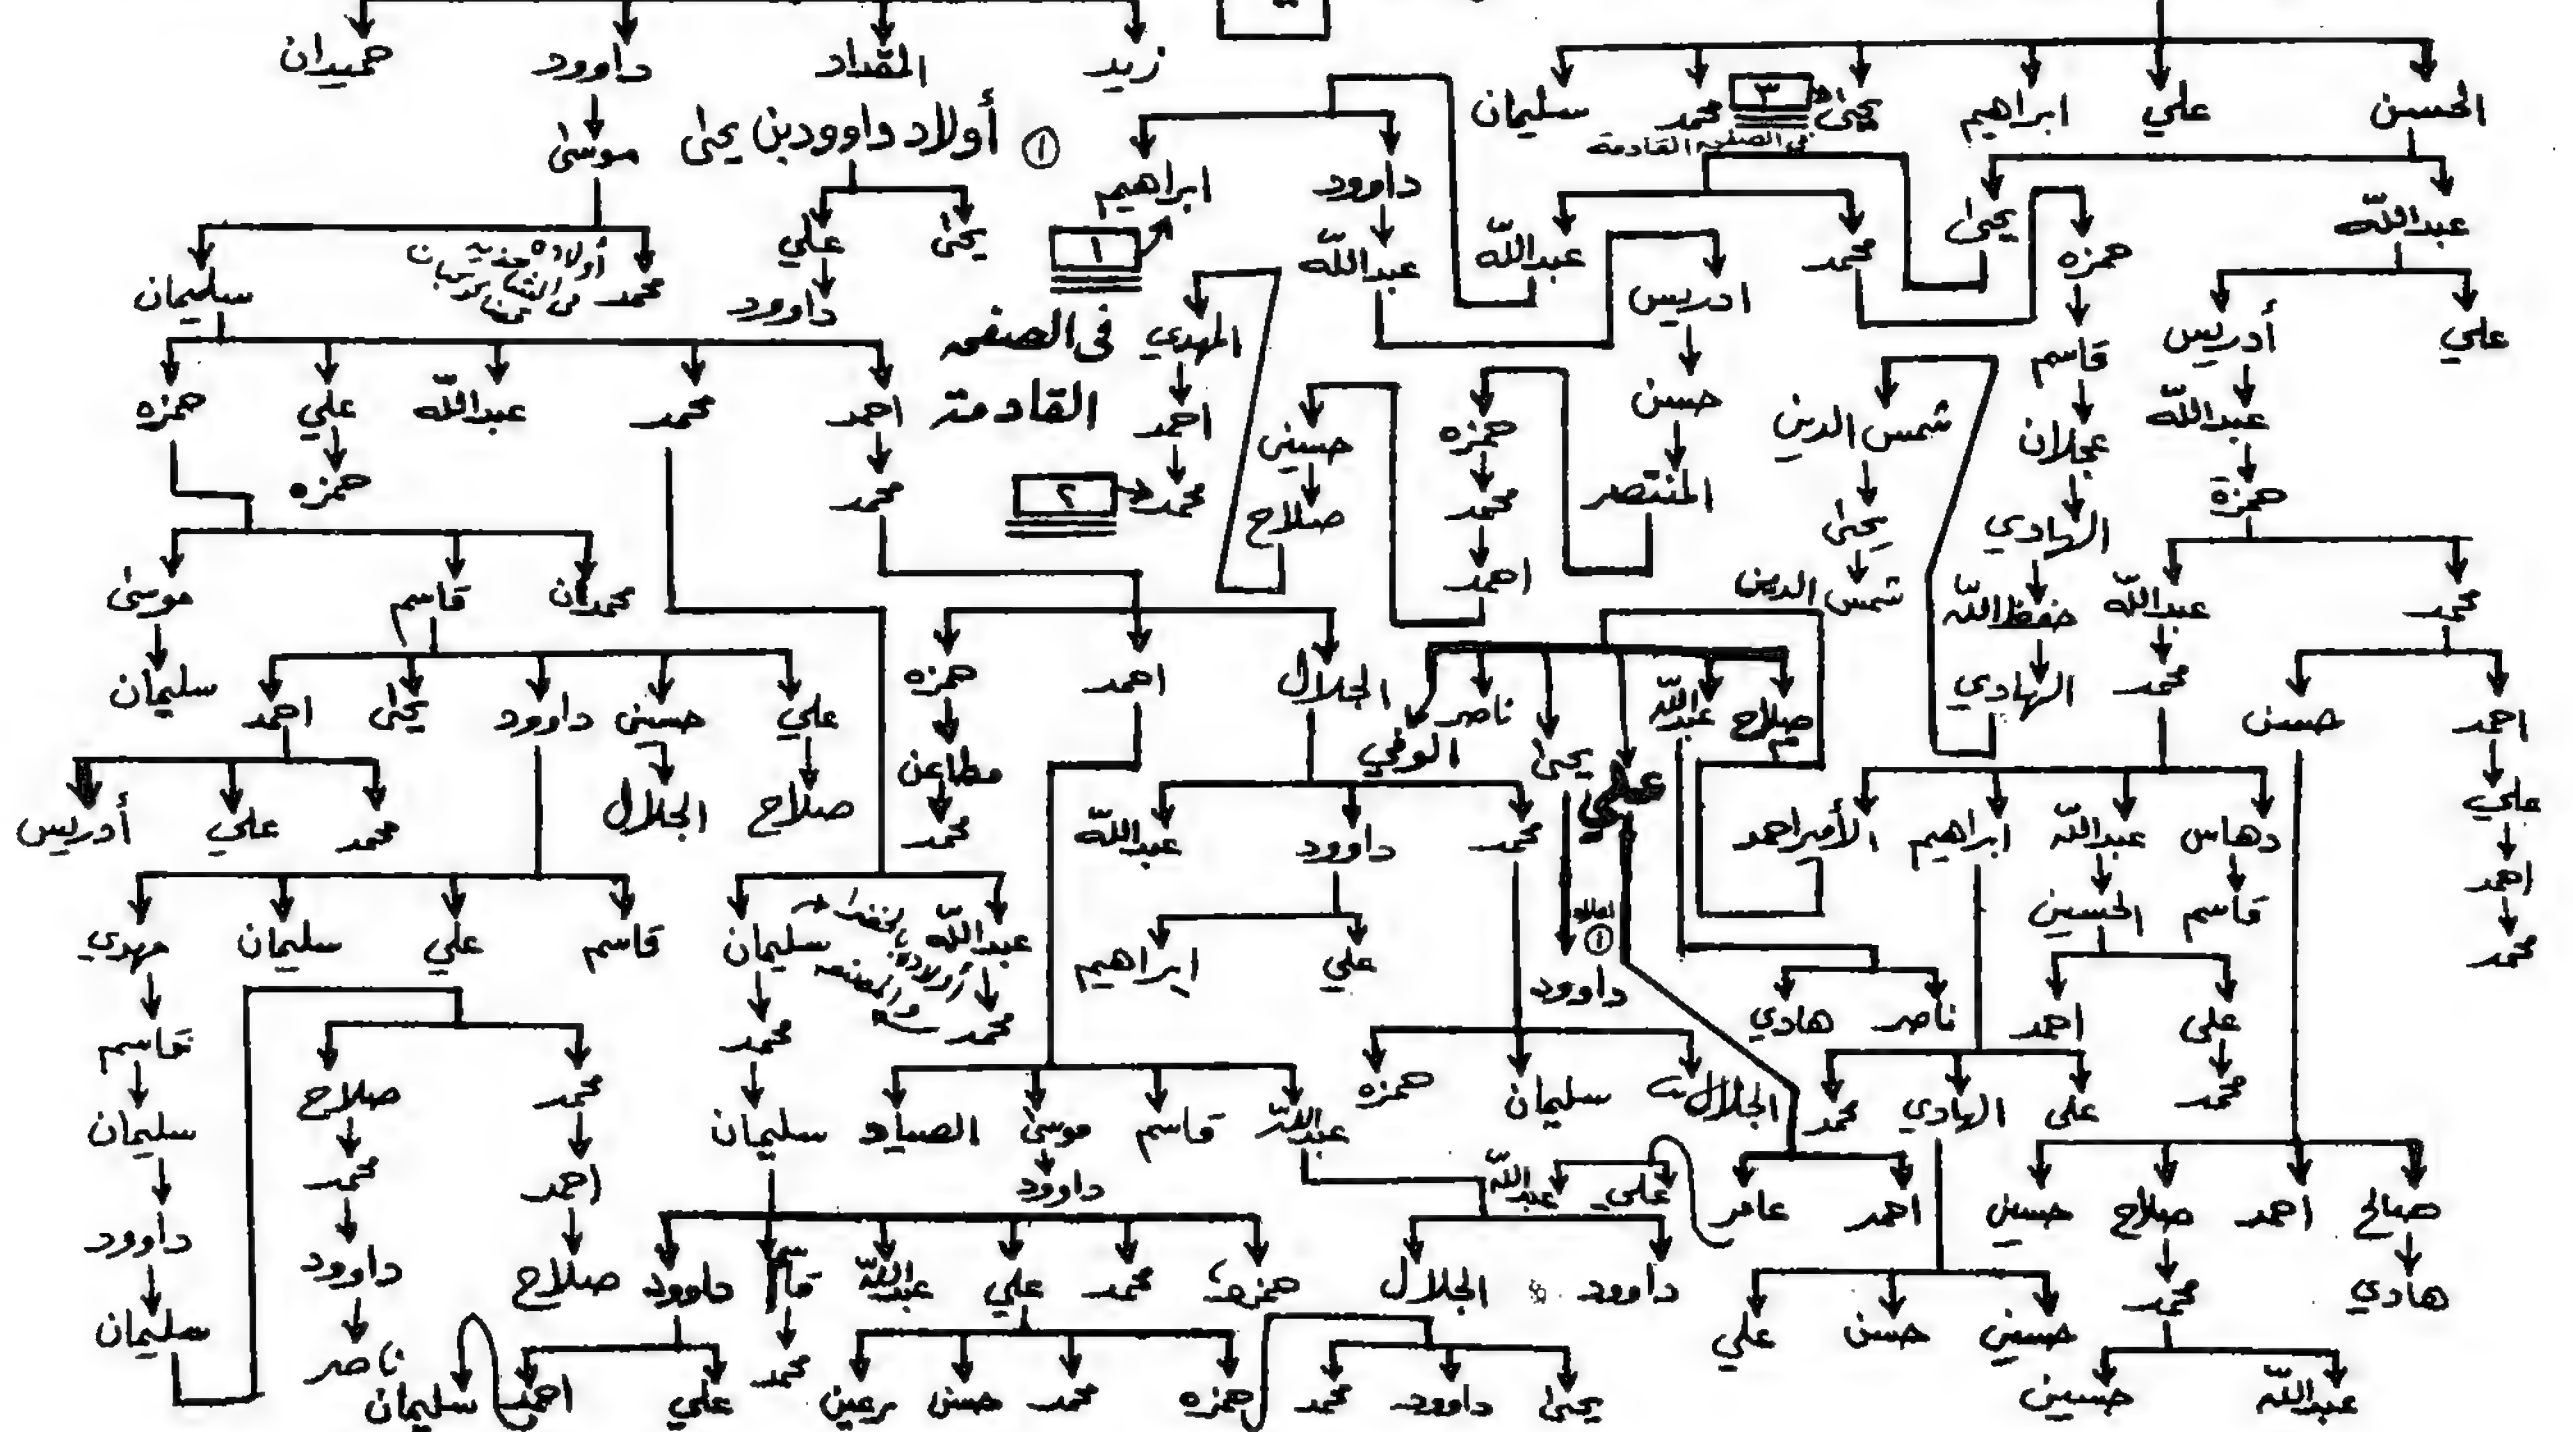 زيد المقداد داوود حميدان
الحسن علي ابراهيم يحيى ٣ محمد سليمان
في الصفحه القادمة
موسى
① أولاد داوود بن يحيى
ابراهيم داوود
يحيى عبدالله
علي يحيى
محمد عبدالله
حمزه
١
عبدالله
داوود
محمد
سليمان
ادريس
علي أدريس
في الصفحه
القادمة
المهدي
قاسم
حمزه علي عبدالله محمد احمد
احمد
حسين
حمزه
حسن
شمس الدين
عجلان
عبدالله
حمزه
محمد
٢
محمد
صلاح
محمد
المنتصر
يحيى
الهادي
حمزة
موسى قاسم محمدان
احمد
شمس الدين
حفظ الله
عبدالله
محمد
سليمان
حمزه احمد الجلال
الهادي
محمد
احمد يحيى داوود حسين علي
الوفي ناصر يحيى علي عبدالله صلاح
حسن احمد
مطاعن
الجلال صلاح
علي
أدريس علي محمد
محمد
عبدالله داوود محمد
الأمير احمد ابراهيم عبدالله دهاس
احمد
الحسين قاسم
محمد
مهدي سليمان علي قاسم
سليمان عبدالله
ابراهيم علي
①
داوود
هادي ناصر
احمد علي
قاسم
محمد محمد
صلاح محمد
حمزه سليمان الجلال
محمد الهادي علي
محمد
سليمان
سليمان
الصياد موسى قاسم عبدالله
محمد احمد
داوود
عبدالله علي
عامر احمد
حسين صلاح احمد صالح
داوود
داوود صلاح
داوود قاسم عبدالله علي محمد حمزه
الجلال داوود
محمد هادي
سليمان
ناصر
محمد
علي حسن حسين
سليمان احمد علي
حسن محمد حمزه
محمد داوود يحيى
حسين عبدالله